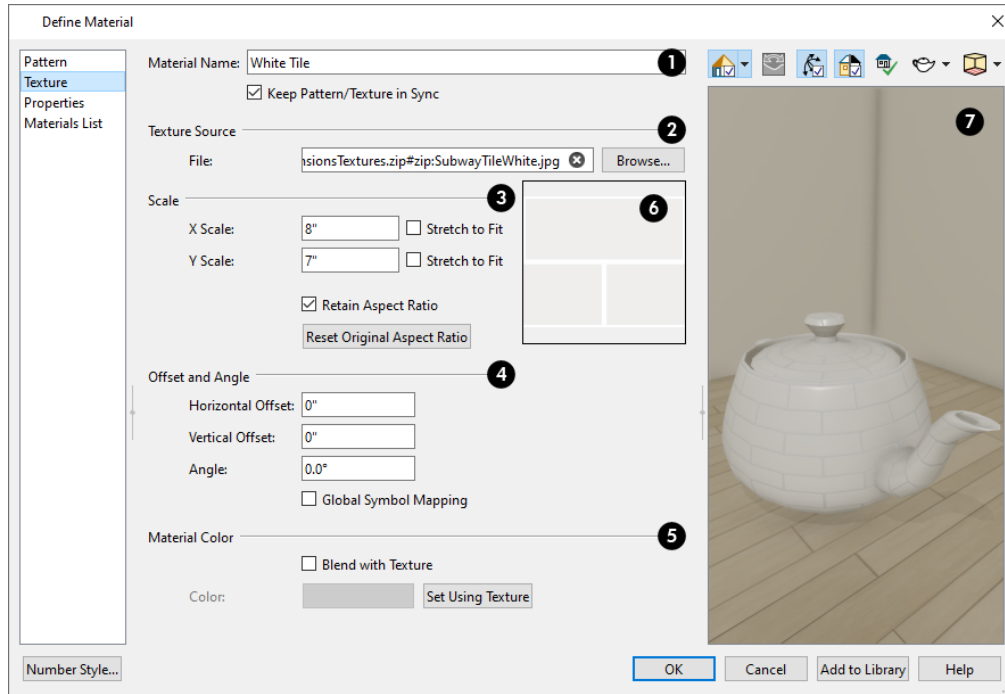 Define Material
Pattern
Texture
Properties
Materials List
Material Name: White Tile 1
Keep Pattern/Texture in Sync
Texture Source 2
File: nsionsTextures.zip#zip:SubwayTileWhite.jpg Browse...
Scale 3
X Scale: 8" Stretch to Fit
Y Scale: 7" Stretch to Fit
Retain Aspect Ratio
Reset Original Aspect Ratio
6
7
Offset and Angle 4
Horizontal Offset: 0"
Vertical Offset: 0"
Angle: 0.0°
Global Symbol Mapping
Material Color 5
Blend with Texture
Color: Set Using Texture
Number Style... OK Cancel Add to Library Help